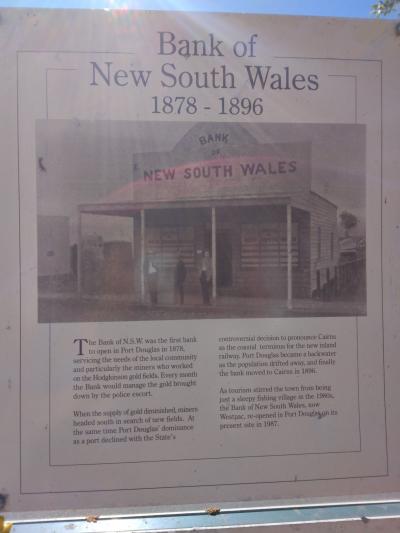 Bank of
New South Wales
1878 - 1896
BANK
OF
NEW SOUTH WALES
The Bank of N.S.W. was the first bank
to open in Port Douglas in 1878,
servicing the needs of the local community
and particularly the miners who worked
on the Hodgkinson gold fields. Every month
the Bank would manage the gold brought
down by the police escort.
When the supply of gold diminished, miners
headed south in search of new fields. At
the same time Port Douglas' dominance
as a port declined with the State's
controversial decision to pronounce Cairns
as the coastal terminus for the new inland
railway. Port Douglas became a backwater
as the population drifted away, and finally
the bank moved to Cairns in 1896.
As tourism stirred the town from being
just a sleepy fishing village in the 1980s,
the Bank of New South Wales, now
Westpac, re-opened in Port Douglas on its
present site in 1987.